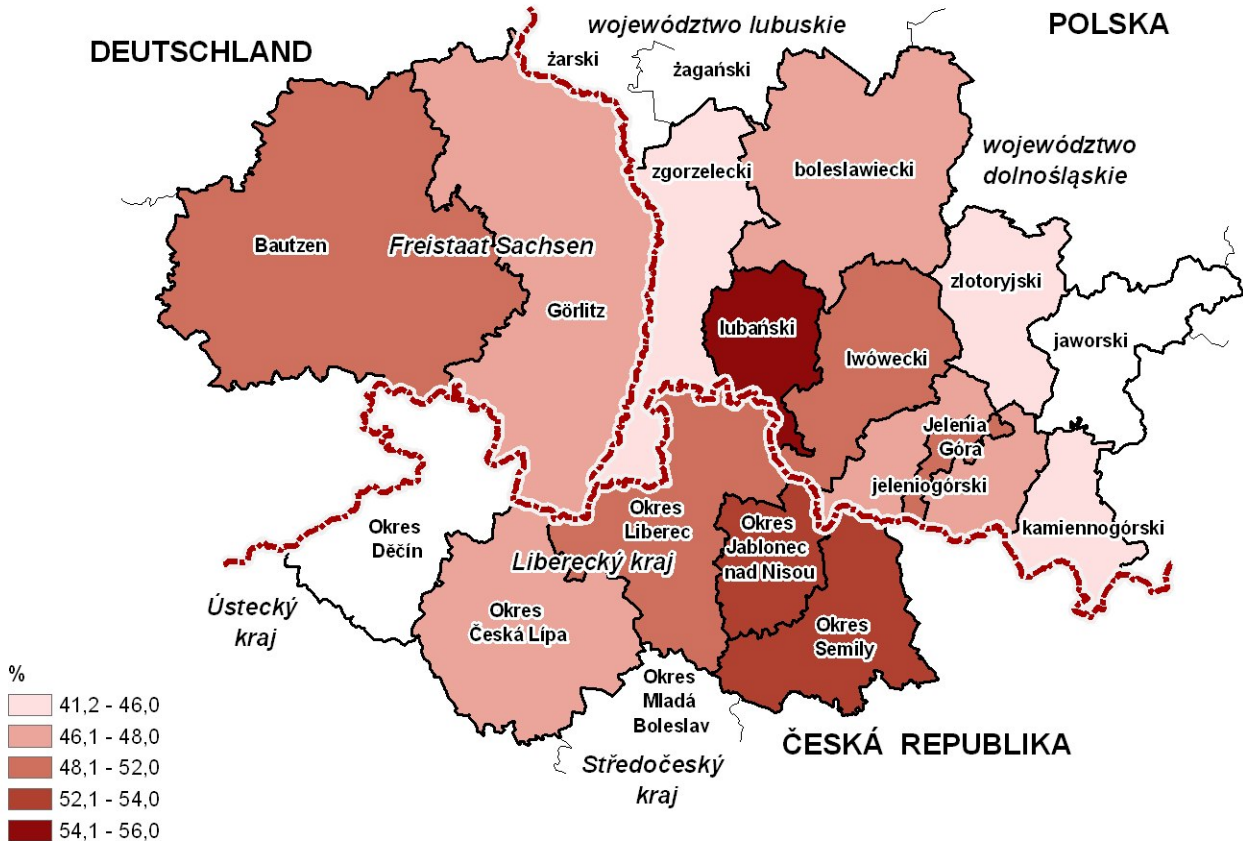 DEUTSCHLAND
województwo lubuskie
POLSKA
żarski
żagański
zgorzelecki
boleslawiecki
województwo
dolnośląskie
Bautzen
Freistaat Sachsen
zlotoryjski
Görlitz
lubański
lwówecki
jaworski
Jelenia
Góra
jeleniogórski
kamiennogórski
Okres
Děčín
Okres
Liberec
Okres
Jablonec
nad Nisou
Liberecký kraj
Ústecký
kraj
Okres
Česká Lípa
Okres
Semily
Okres
Mladá
Boleslav
ČESKÁ REPUBLIKA
Středočeský
kraj
%
41,2 - 46,0
46,1 - 48,0
48,1 - 52,0
52,1 - 54,0
54,1 - 56,0